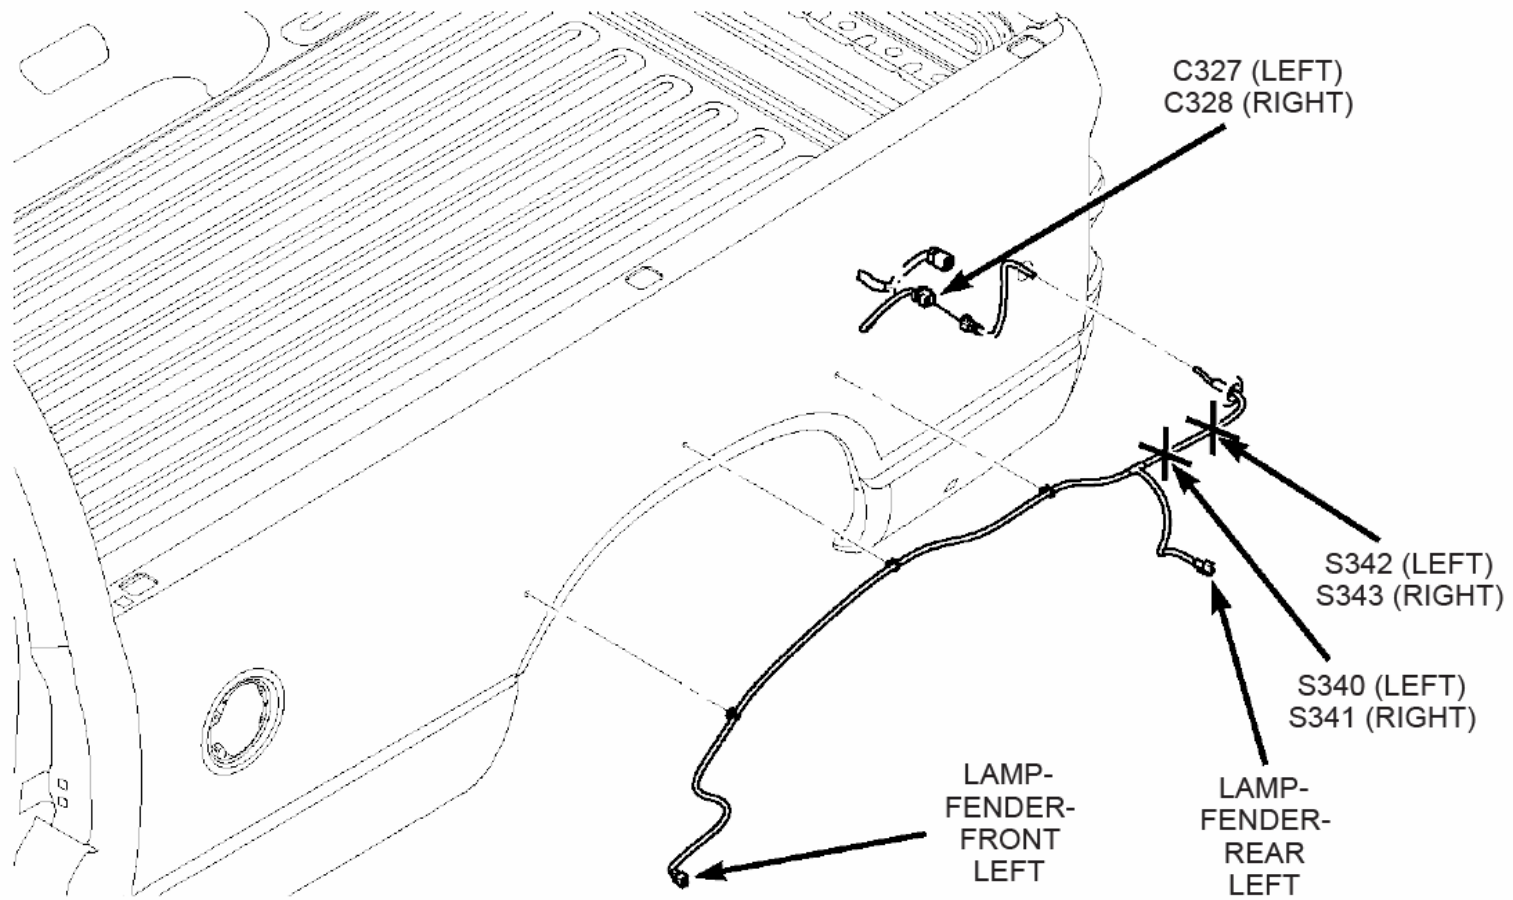 C327 (LEFT)
C328 (RIGHT)
S342 (LEFT)
S343 (RIGHT)
S340 (LEFT)
S341 (RIGHT)
LAMP-
FENDER-
FRONT
LEFT
LAMP-
FENDER-
REAR
LEFT